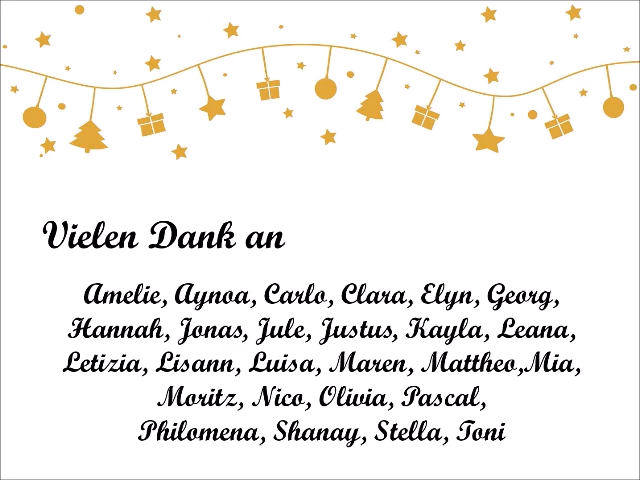 Vielen Dank an
Amelie, Aynoa, Carlo, Clara, Elyn, Georg,
Hannah, Jonas, Jule, Justus, Kayla, Leana,
Letizia, Lisann, Luisa, Maren, Mattheo,Mia,
Moritz, Nico, Olivia, Pascal,
Philomena, Shanay, Stella, Toni